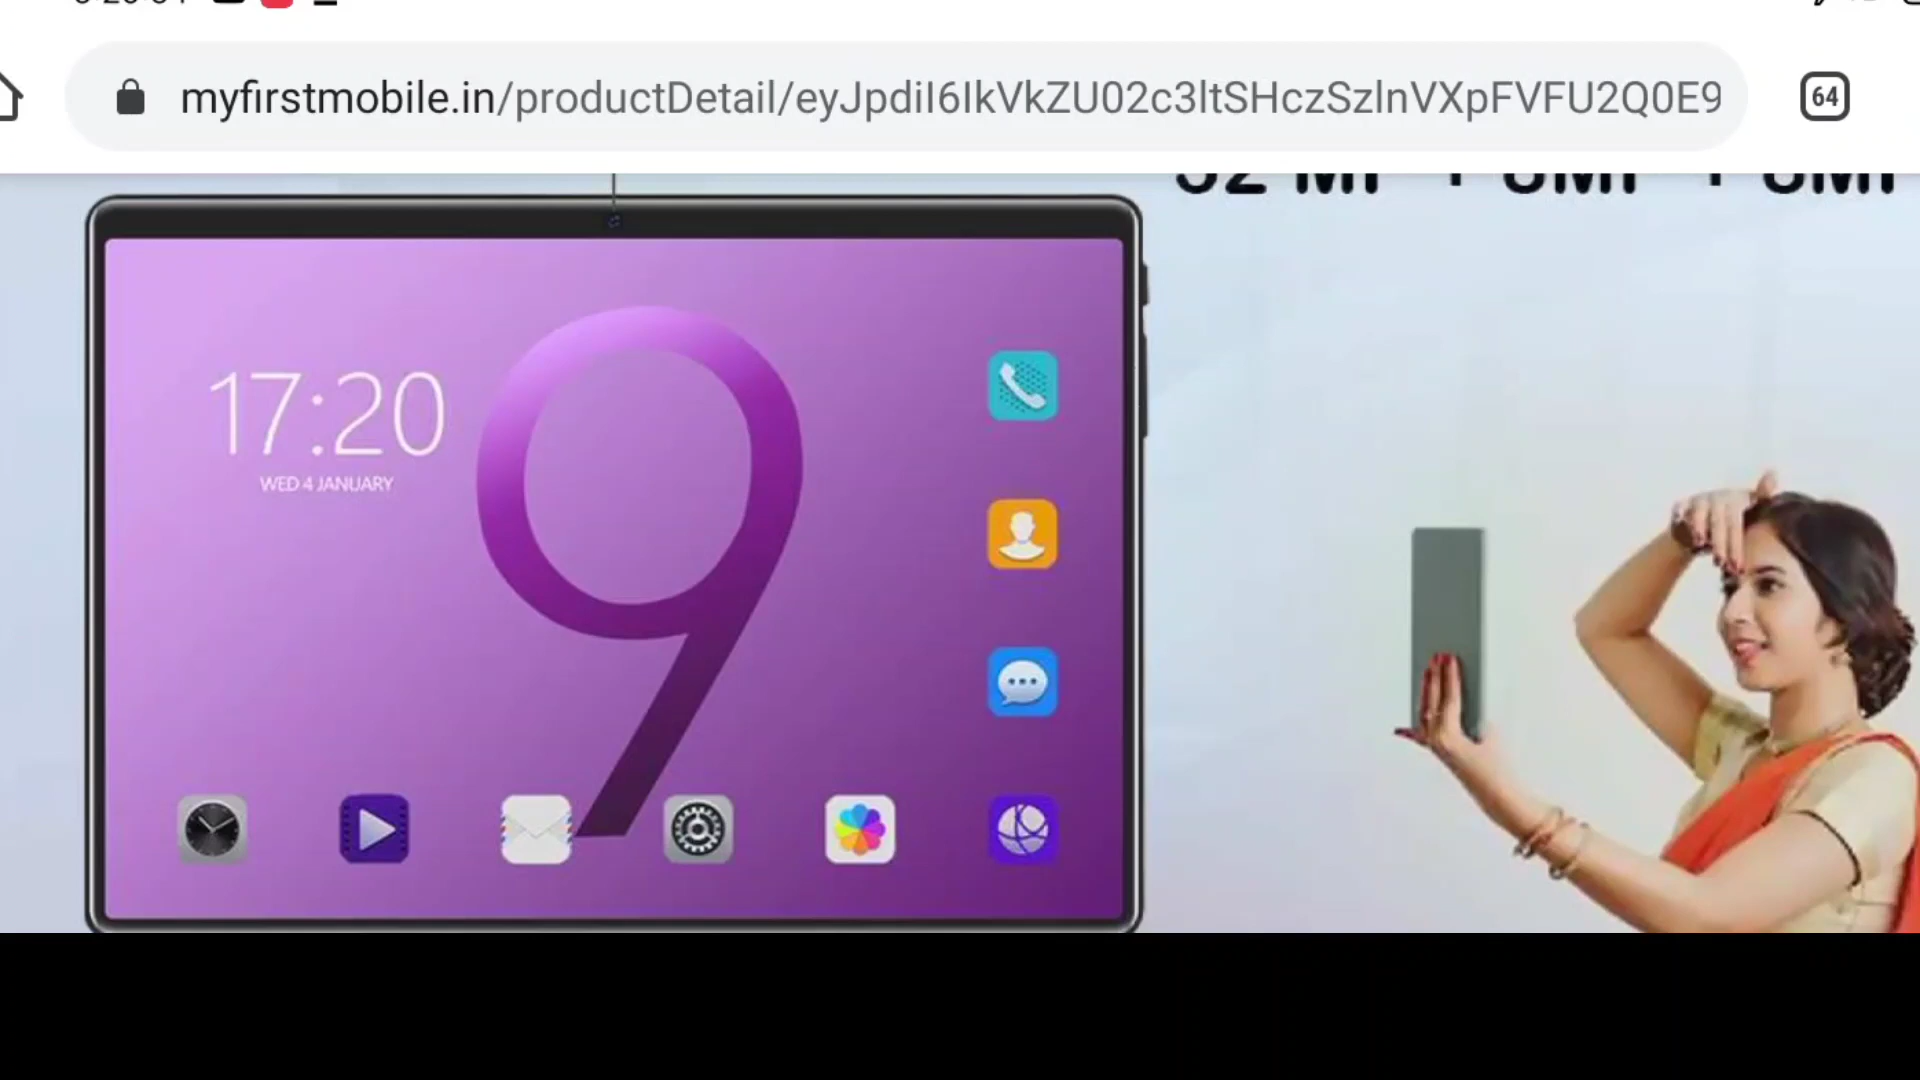 myfirstmobile.in/productDetail/eyJpdiI6IkVkZU02c3ltSHczSzlnVXpFVFU2Q0E9
64
17:20
WED 4 JANUARY
9